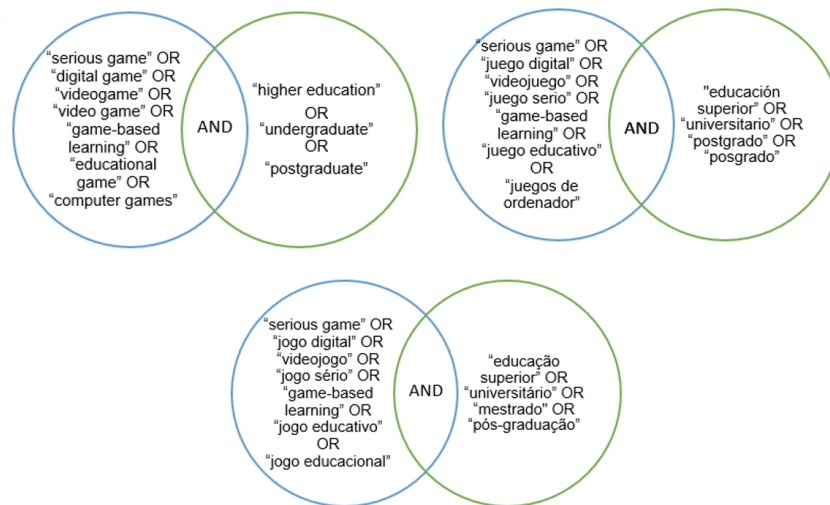 “serious game” OR
“digital game” OR
“videogame” OR
“video game” OR
“game-based
learning” OR
“educational
game” OR
“computer games”
AND
“higher education”
OR
“undergraduate”
OR
“postgraduate”
“serious game” OR
“juego digital” OR
“videojuego” OR
“juego serio” OR
“game-based
learning” OR
“juego educativo”
OR
“juegos de
ordenador”
AND
"educación
superior” OR
“universitario” OR
“postgrado” OR
“posgrado”
“serious game” OR
“jogo digital” OR
“videojogo” OR
“jogo sério” OR
“game-based
learning” OR
“jogo educativo”
OR
“jogo educacional”
AND
“educação
superior” OR
“universitário” OR
“mestrado" OR
“pós-graduação”